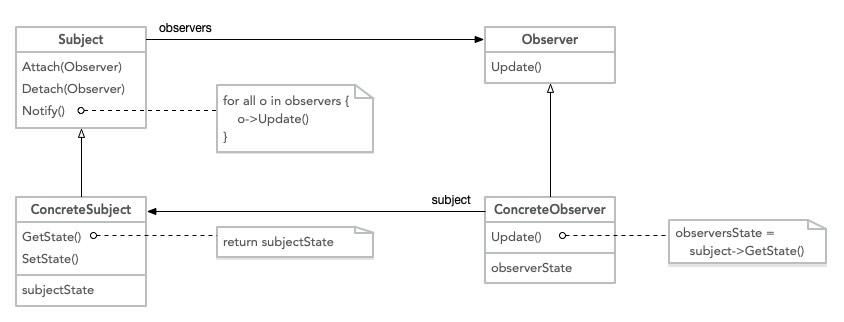 observers
Subject
Attach(Observer)
Detach(Observer)
Notify()
for all o in observers {
o->Update()
}
Observer
Update()
subject
ConcreteSubject
GetState()
SetState()
subjectState
return subjectState
ConcreteObserver
Update()
observerState
observersState =
subject->GetState()